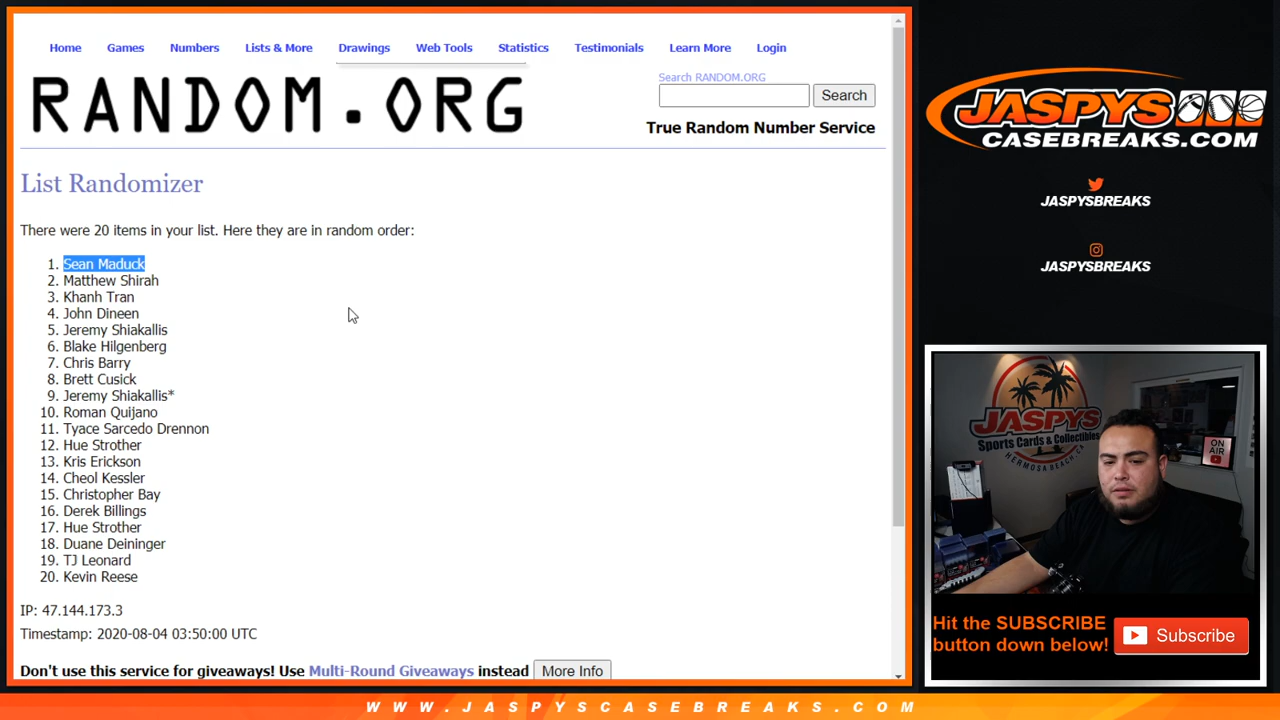 Home Games Numbers Lists & More Drawings Web Tools Statistics Testimonials Learn More Login
RANDOM.ORG
Search RANDOM.ORG
Search
True Random Number Service
List Randomizer
There were 20 items in your list. Here they are in random order:
1. Sean Maduck
2. Matthew Shirah
3. Khanh Tran
4. John Dineen
5. Jeremy Shiakallis
6. Blake Hilgenberg
7. Chris Barry
8. Brett Cusick
9. Jeremy Shiakallis*
10. Roman Quijano
11. Tyace Sarcedo Drennon
12. Hue Strother
13. Kris Erickson
14. Cheol Kessler
15. Christopher Bay
16. Derek Billings
17. Hue Strother
18. Duane Deininger
19. TJ Leonard
20. Kevin Reese
IP: 47.144.173.3
Timestamp: 2020-08-04 03:50:00 UTC
Don't use this service for giveaways! Use Multi-Round Giveaways instead More Info
JASPYS
CASEBREAKS.COM
JASPYSBREAKS
JASPYSBREAKS
JASPYS
Sports Cards & Collectibles
HERMOSA BEACH, CA
ON AIR
Hit the SUBSCRIBE
button down below!
Subscribe
WWW.JASPYSCASEBREAKS.COM